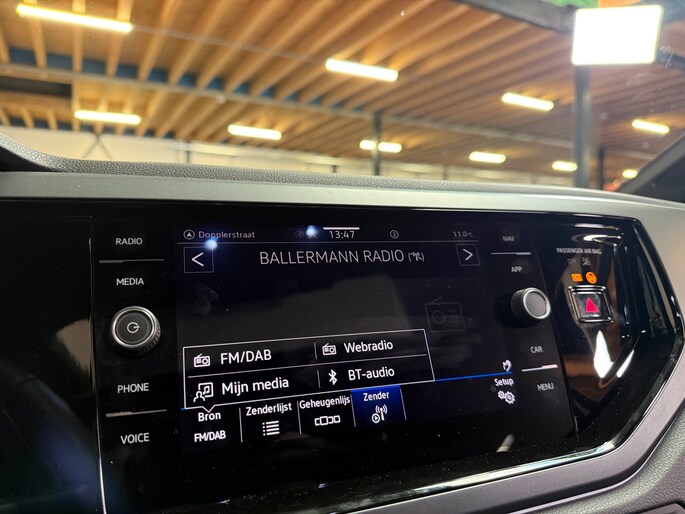 RADIO
MEDIA
PHONE
VOICE
Dopplerstraat 13:47 11.0°C
< BALLERMANN RADIO >
FM/DAB Webradio
Mijn media BT-audio
Bron Zenderlijst Geheugenlijs Zender
FM/DAB
Setup
NAV
APP
CAR
MENU
PASSENGER AIR BAG